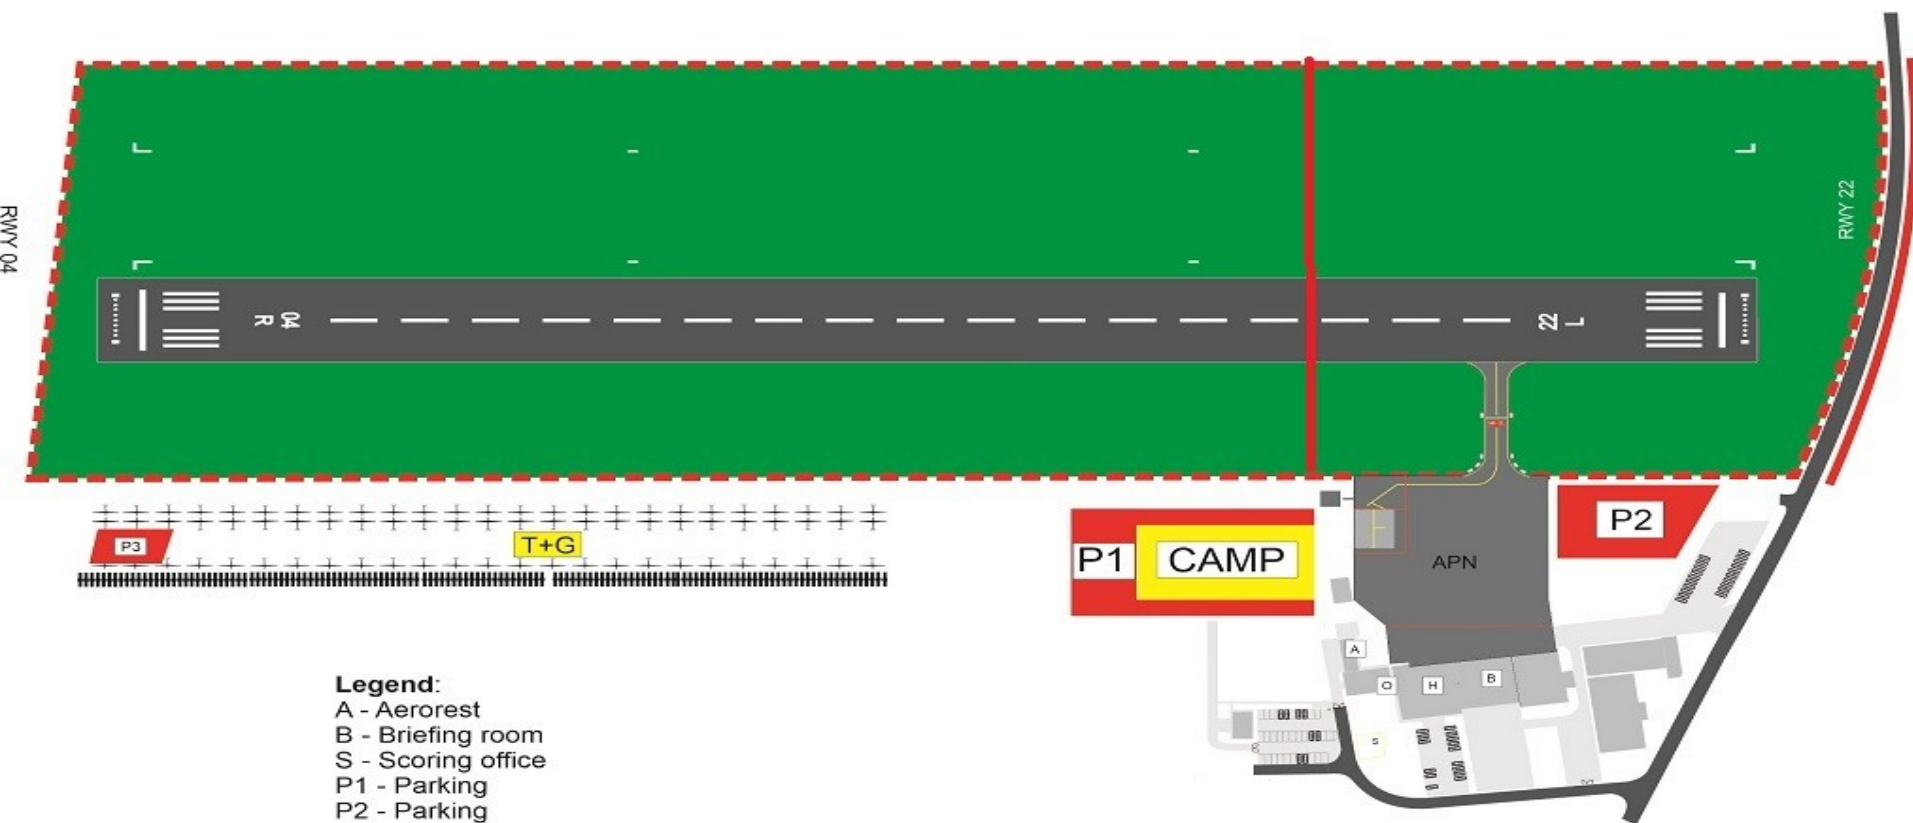 RWY 04
RWY 22
04
R
22
L
P3
T+G
P1
CAMP
P2
APN
A
O
H
B
S
Legend:
A - Aerorest
B - Briefing room
S - Scoring office
P1 - Parking
P2 - Parking